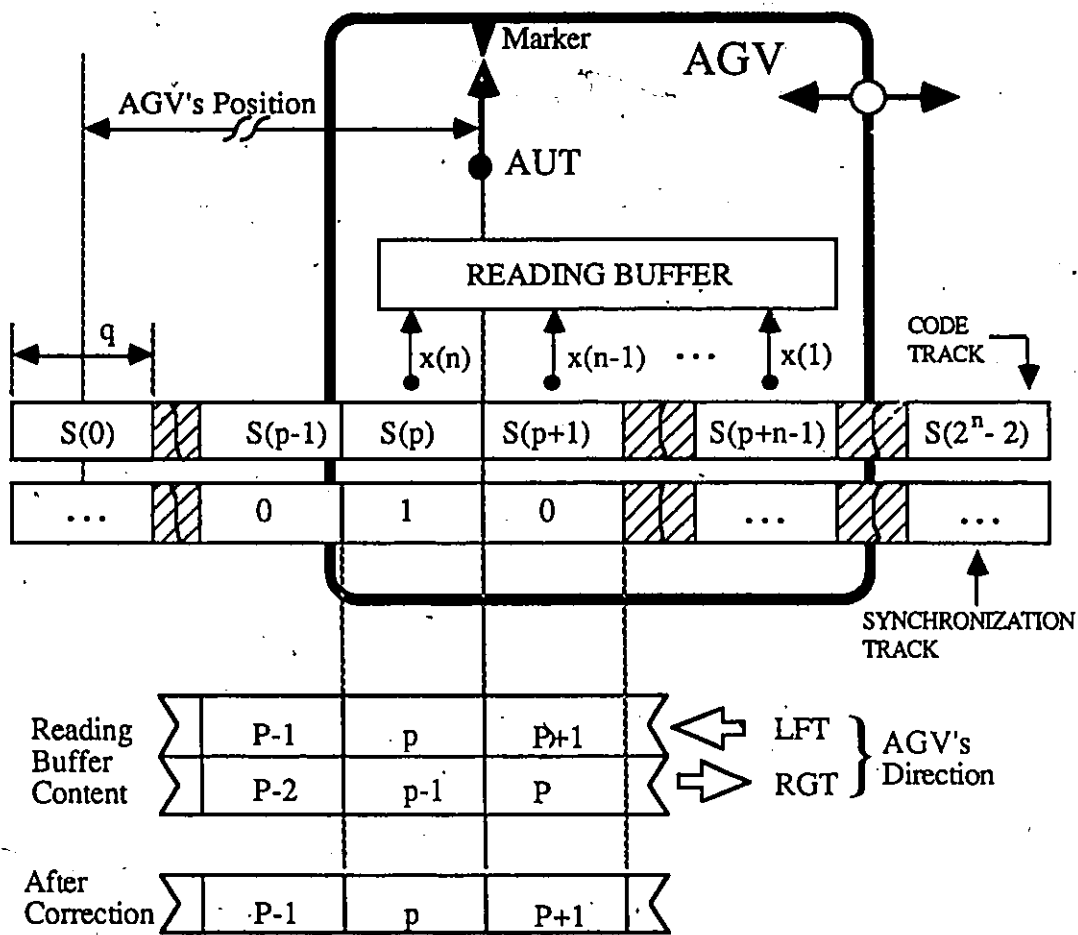 Marker
AGV
AGV's Position
AUT
READING BUFFER
q
x(n) x(n-1) ... x(1)
CODE
TRACK
S(0) S(p-1) S(p) S(p+1) S(p+n-1) S(2^n - 2)
... 0 1 0 ... ...
SYNCHRONIZATION
TRACK
Reading
Buffer
Content
P-1 p P+1
LFT
P-2 p-1 P
RGT
AGV's
Direction
After
Correction
P-1 p P+1